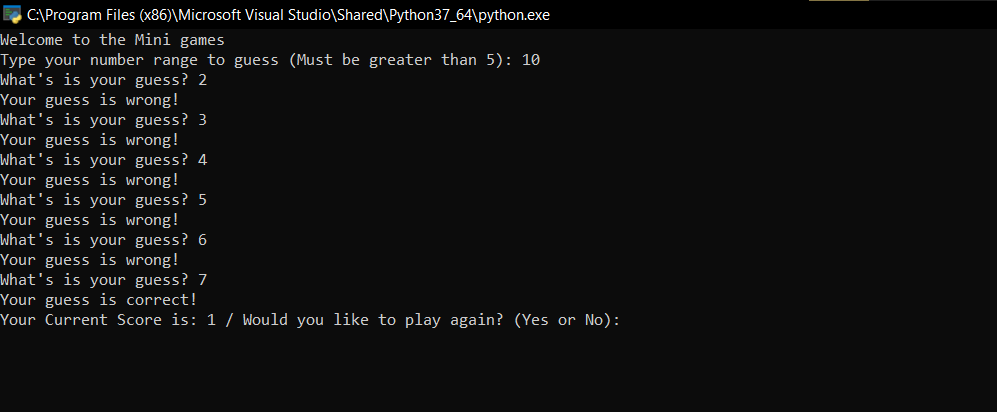 C:\Program Files (x86)\Microsoft Visual Studio\Shared\Python37_64\python.exe
Welcome to the Mini games
Type your number range to guess (Must be greater than 5): 10
What's is your guess? 2
Your guess is wrong!
What's is your guess? 3
Your guess is wrong!
What's is your guess? 4
Your guess is wrong!
What's is your guess? 5
Your guess is wrong!
What's is your guess? 6
Your guess is wrong!
What's is your guess? 7
Your guess is correct!
Your Current Score is: 1 / Would you like to play again? (Yes or No):